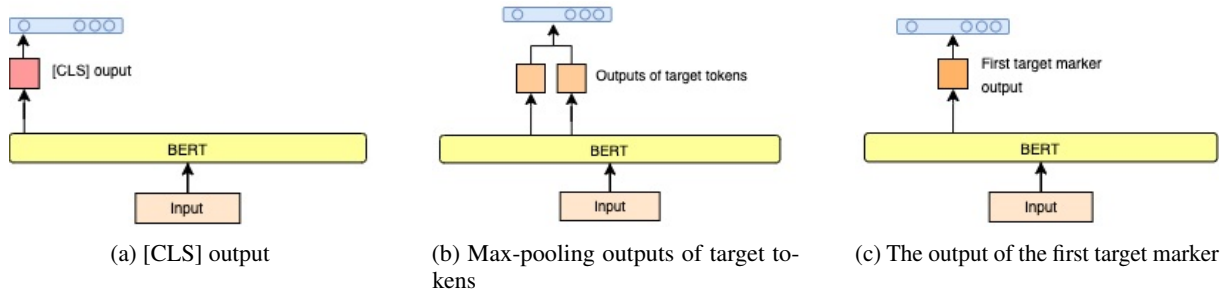 [CLS] ouput
BERT
Input
(a) [CLS] output
Outputs of target tokens
BERT
Input
(b) Max-pooling outputs of target to-
kens
First target marker
output
BERT
Input
(c) The output of the first target marker